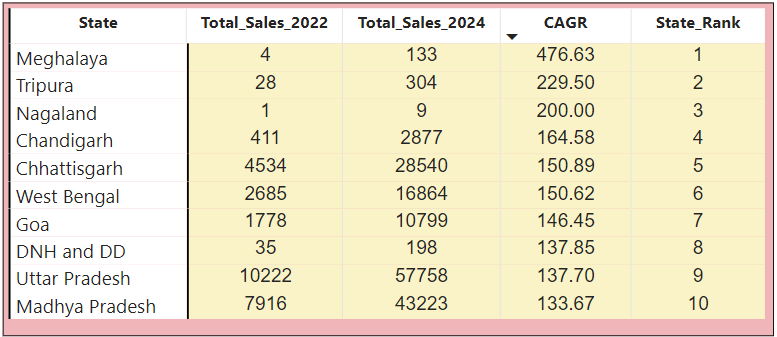 State Total_Sales_2022 Total_Sales_2024 CAGR State_Rank
Meghalaya 4 133 476.63 1
Tripura 28 304 229.50 2
Nagaland 1 9 200.00 3
Chandigarh 411 2877 164.58 4
Chhattisgarh 4534 28540 150.89 5
West Bengal 2685 16864 150.62 6
Goa 1778 10799 146.45 7
DNH and DD 35 198 137.85 8
Uttar Pradesh 10222 57758 137.70 9
Madhya Pradesh 7916 43223 133.67 10